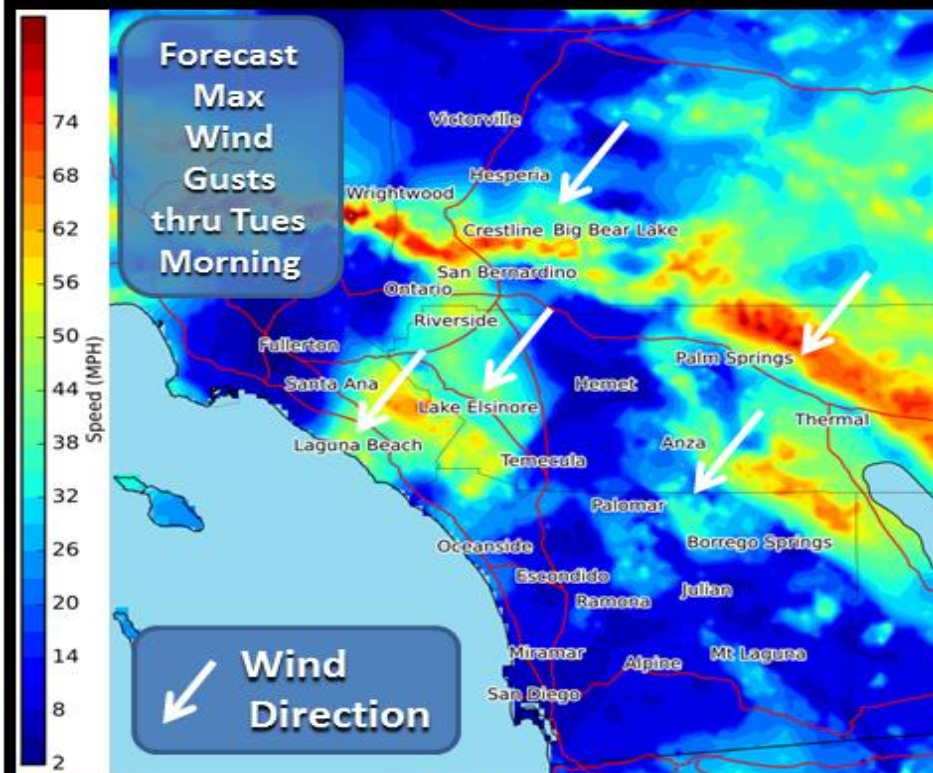 Forecast
Max
Wind
Gusts
thru Tues
Morning
74
68
62
56
50
44
38
32
26
20
14
8
2
Speed (MPH)
Victorville
Hesperia
Wrightwood
Crestline Big Bear Lake
San Bernardino
Ontario
Riverside
Fullerton
Palm Springs
Santa Ana
Hemet
Lake Elsinore
Thermal
Laguna Beach
Anza
Temecula
Palomar
Borrego Springs
Oceanside
Escondido
Julian
Ramona
Miramar
Alpine
Mt Laguna
San Diego
Wind
Direction